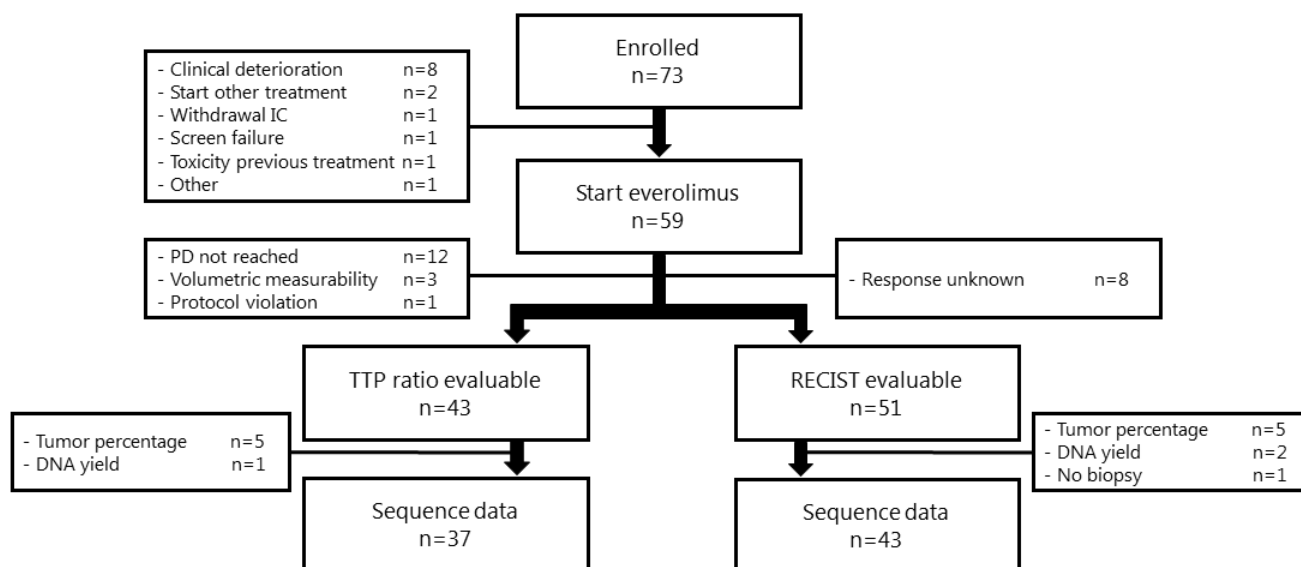 Enrolled
n=73
- Clinical deterioration n=8
- Start other treatment n=2
- Withdrawal IC n=1
- Screen failure n=1
- Toxicity previous treatment n=1
- Other n=1
Start everolimus
n=59
- PD not reached n=12
- Volumetric measurability n=3
- Protocol violation n=1
- Response unknown n=8
TTP ratio evaluable
n=43
RECIST evaluable
n=51
- Tumor percentage n=5
- DNA yield n=1
- Tumor percentage n=5
- DNA yield n=2
- No biopsy n=1
Sequence data
n=37
Sequence data
n=43